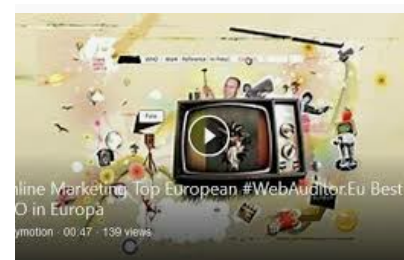 nline Marketing Top European #WebAuditor.Eu Best
O in Europa
ymotion · 00:47 · 139 views